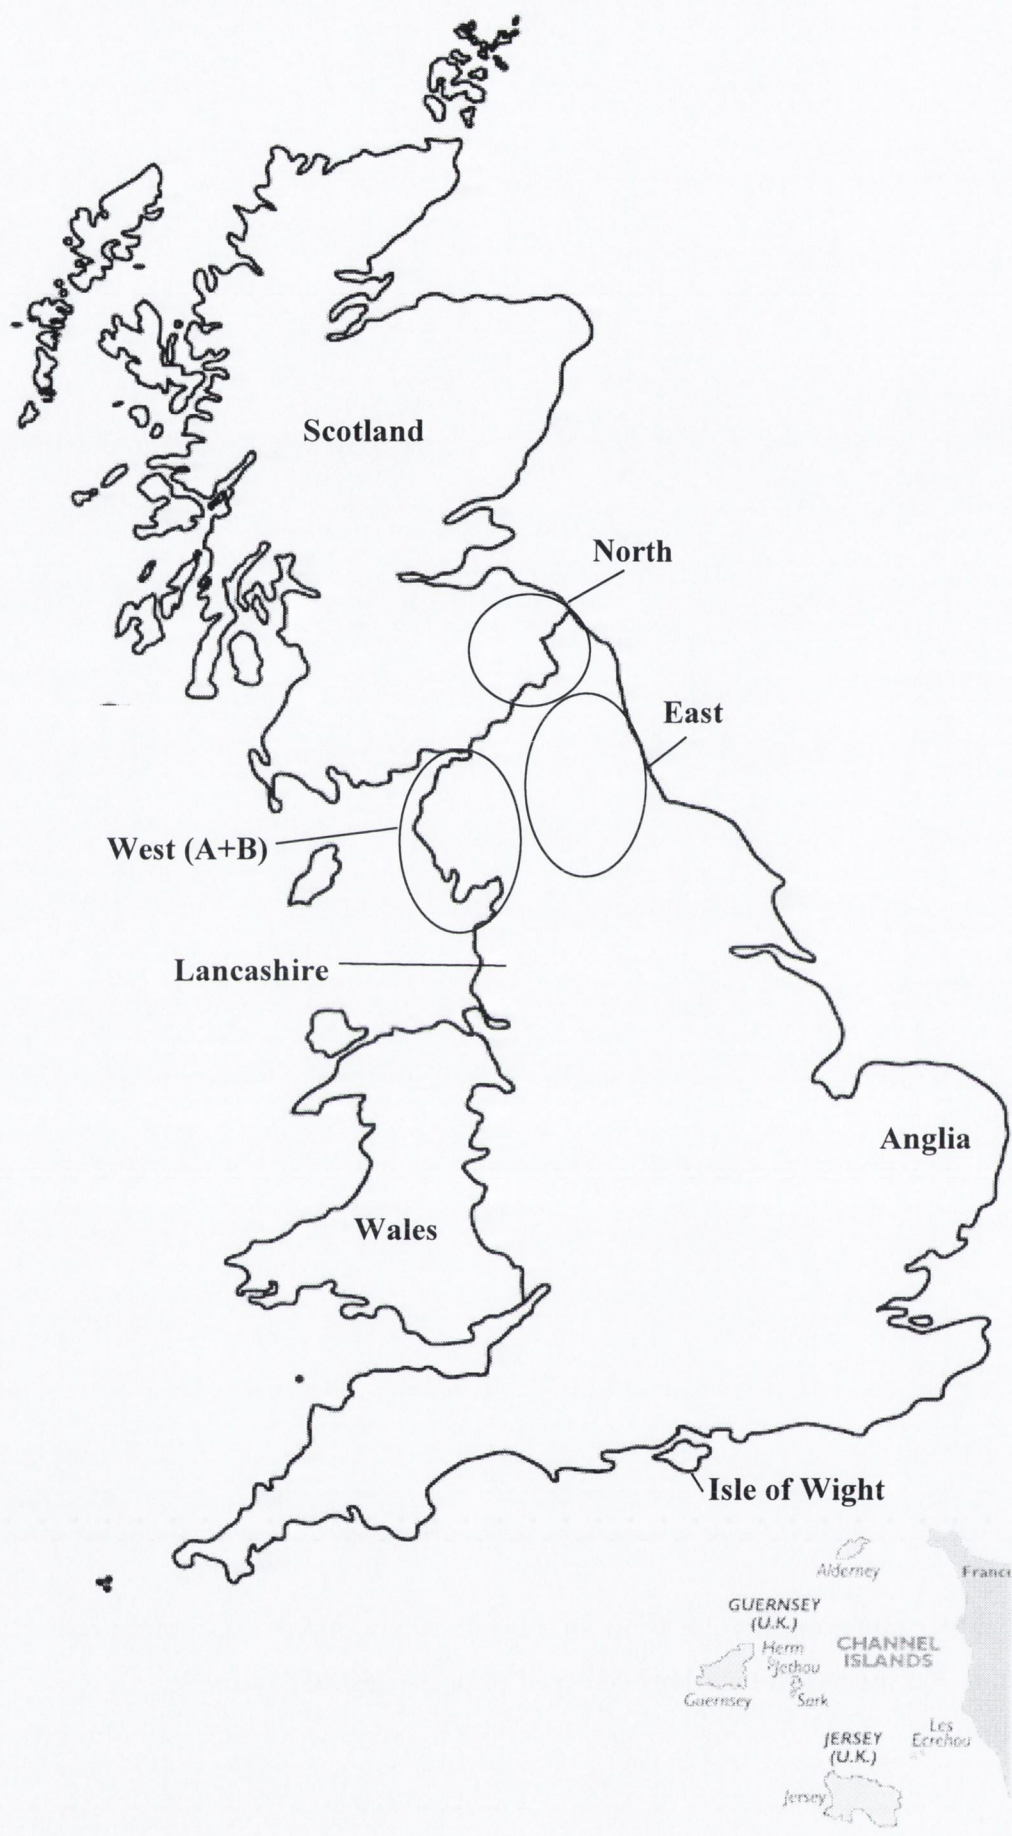 Scotland
North
East
West (A+B)
Lancashire
Anglia
Wales
Isle of Wight
Alderney
France
GUERNSEY
(U.K.)
Herm
Jethou
CHANNEL
ISLANDS
Guernsey
Sark
Les
Ecrehou
JERSEY
(U.K.)
Jersey